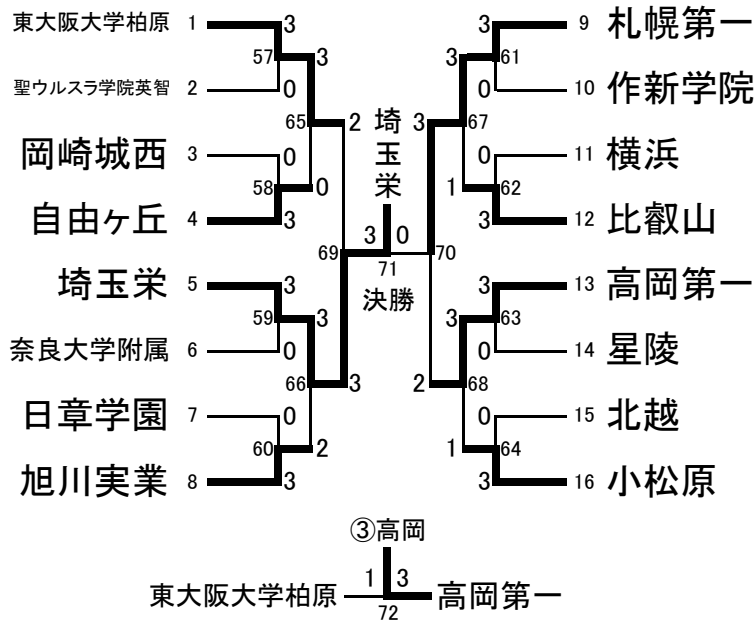 東大阪大学柏原 1 3
57 3
聖ウルスラ学院英智 2 0
65 2
岡崎城西 3 0
58 0
自由ヶ丘 4 3
69
埼玉栄 5 3
59 3
奈良大学附属 6 0
66 3
日章学園 7 0
60 2
旭川実業 8 3
埼玉栄
3 0
71
決勝
3 9 札幌第一
3 61
0 10 作新学院
3 67
0 11 横浜
1 62
3 12 比叡山
70
3 13 高岡第一
3 63
0 14 星陵
2 68
0 15 北越
1 64
3 16 小松原
③高岡
1 3
東大阪大学柏原 72 高岡第一